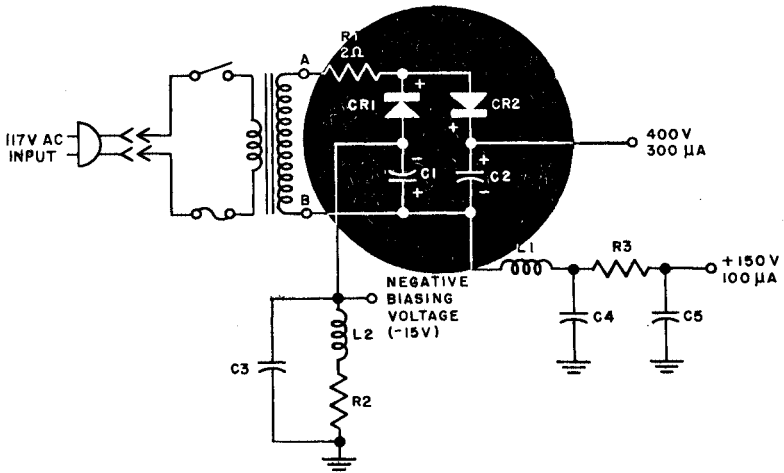 R1
2Ω
A
CR1
+
CR2
+
117V AC
INPUT
-
C1
+
+
C2
-
B
400V
300 µA
L1
R3
+150V
100 µA
C4
C5
NEGATIVE
BIASING
VOLTAGE
(-15V)
L2
C3
R2